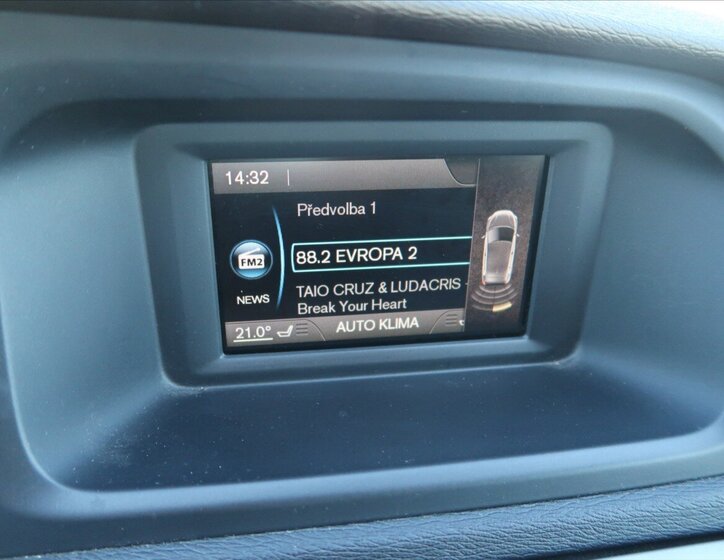 14:32
Předvolba 1
FM2
88.2 EVROPA 2
NEWS
TAIO CRUZ & LUDACRIS
Break Your Heart
21.0° AUTO KLIMA